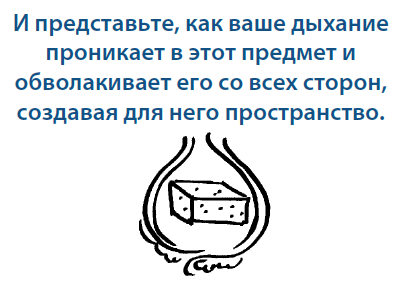 И представьте, как ваше дыхание
проникает в этот предмет и
обволакивает его со всех сторон,
создавая для него пространство.